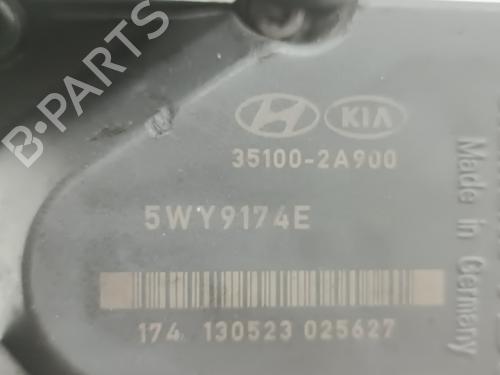 KIA
35100-2A900
5WY9174E
174 130523 025627
Made in Germany
B-PARTS